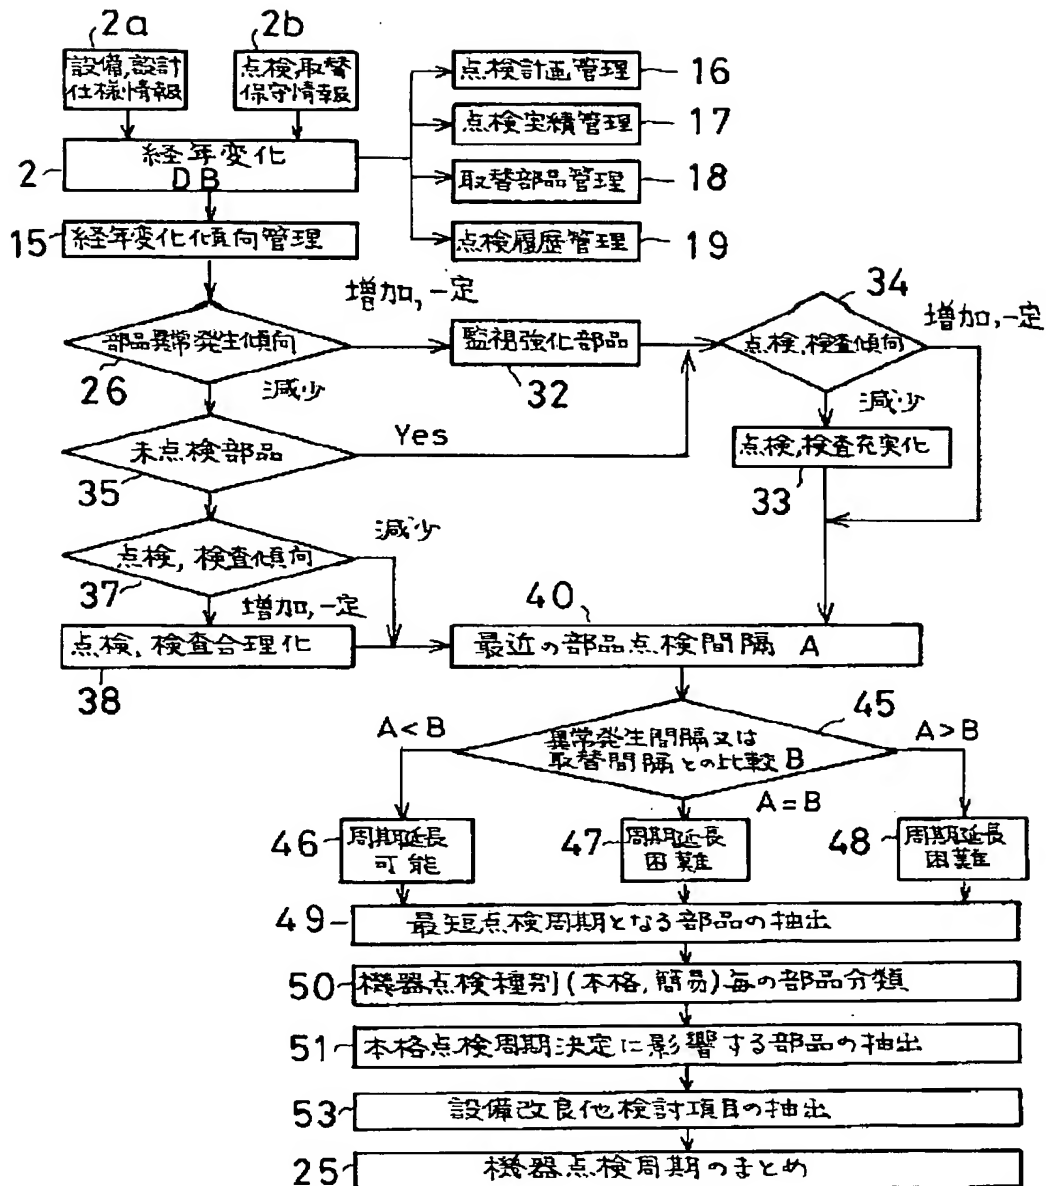 2a
2b
設備,設計
仕様情報
点検,取替
保守情報
点検計画管理
16
点検実績管理
17
2
経年変化
DB
取替部品管理
18
15
経年変化傾向管理
点検履歴管理
19
増加,一定
34
増加,一定
部品異常発生傾向
監視強化部品
点検,検査傾向
26
減少
32
減少
未点検部品
Yes
点検,検査充実化
35
33
減少
点検,検査傾向
37
増加,一定
40
点検,検査合理化
最近の部品点検間隔 A
38
45
A<B
異常発生間隔又は
取替間隔との比較 B
A>B
A=B
46
周期延長
可能
47
周期延長
困難
48
周期延長
困難
49
最短点検周期となる部品の抽出
50
機器点検種別(本格,簡易)毎の部品分類
51
本格点検周期決定に影響する部品の抽出
53
設備改良他検討項目の抽出
25
機器点検周期のまとめ